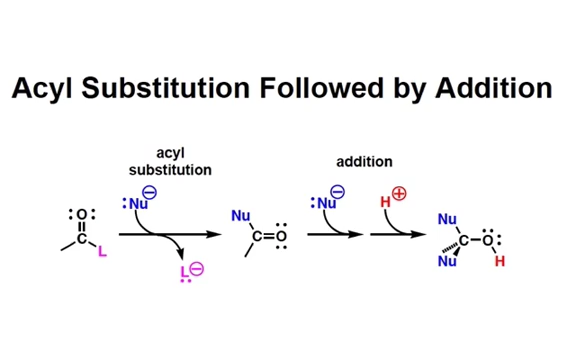 Acyl Substitution Followed by Addition
acyl
substitution
addition
:Nu⊖
:Nu⊖
H⊕
:O:
C
L
L⊖
Nu
C=O
Nu
C–O:
Nu
H